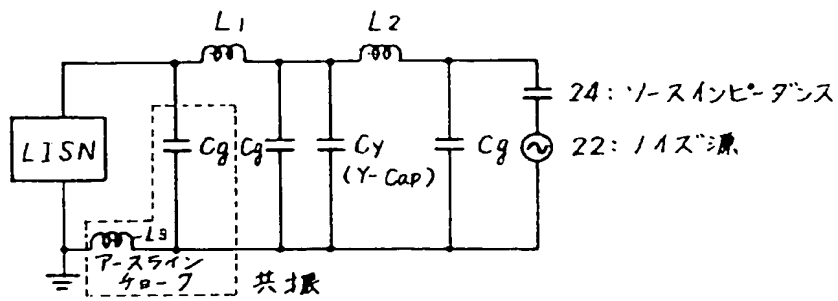 L1
L2
24:ソースインピーダンス
LISN
Cg
Cg
Cy
(Y-Cap)
Cg
22:ノイズ源
L3
アースライン
チョーク
共振